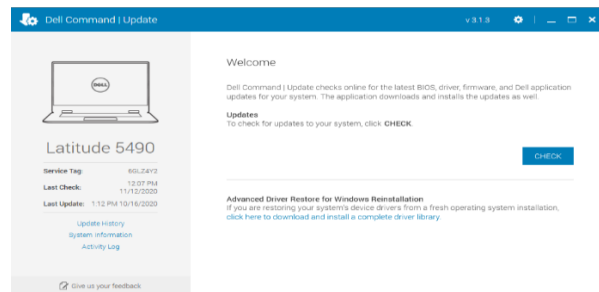 Dell Command | Update
v 3.1.3
DELL
Latitude 5490
Service Tag: 6GLZ4Y2
Last Check: 12:07 PM 11/12/2020
Last Update: 1:12 PM 10/16/2020
Update History
System Information
Activity Log
Give us your feedback
Welcome
Dell Command | Update checks online for the latest BIOS, driver, firmware, and Dell application
updates for your system. The application downloads and installs the updates as well.
Updates
To check for updates to your system, click CHECK.
CHECK
Advanced Driver Restore for Windows Reinstallation
If you are restoring your system's device drivers from a fresh operating system installation,
click here to download and install a complete driver library.